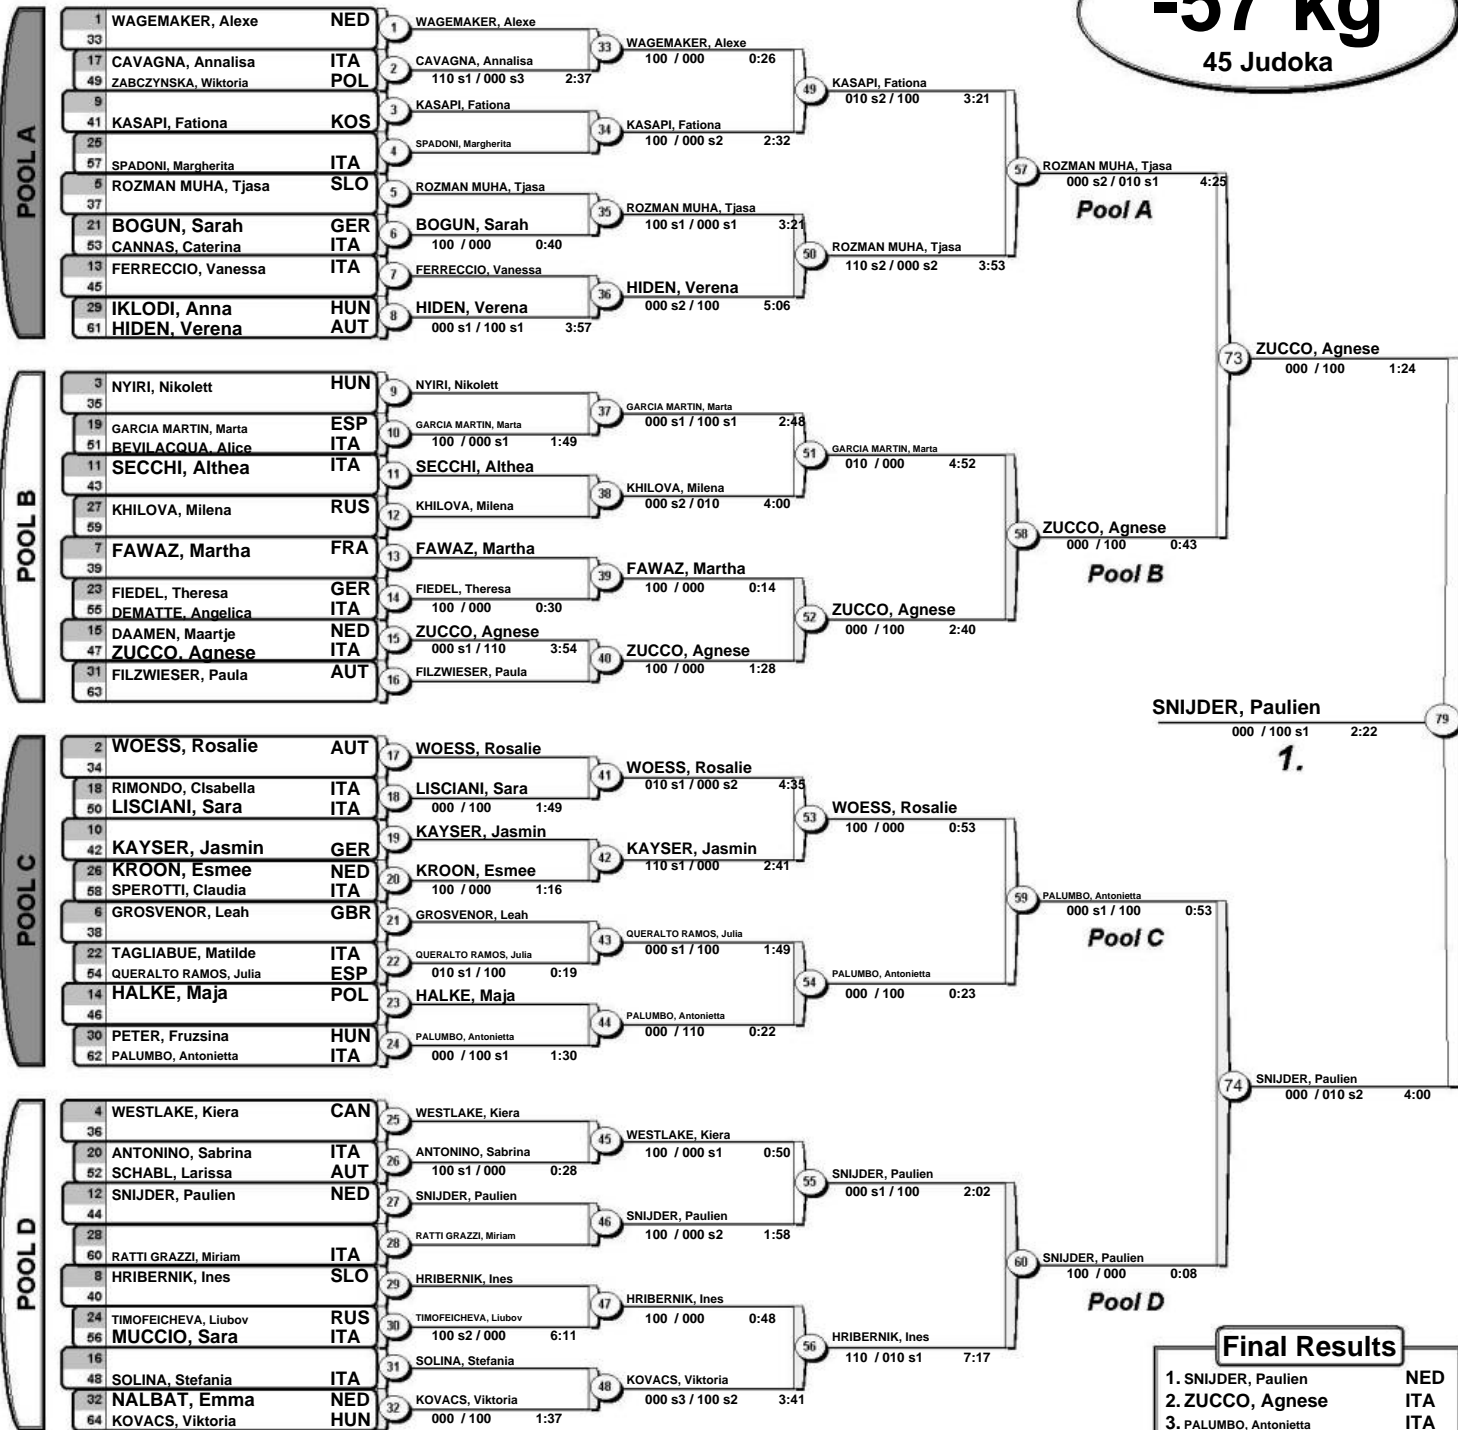 -57 kg
45 Judoka
POOL A
1 WAGEMAKER, Alexe NED
33
17 CAVAGNA, Annalisa ITA
49 ZABCZYNSKA, Wiktoria POL
9
41 KASAPI, Fationa KOS
25
57 SPADONI, Margherita ITA
5 ROZMAN MUHA, Tjasa SLO
37
21 BOGUN, Sarah GER
53 CANNAS, Caterina ITA
13 FERRECCIO, Vanessa ITA
45
29 IKLODI, Anna HUN
61 HIDEN, Verena AUT
1 WAGEMAKER, Alexe
2 CAVAGNA, Annalisa
110 s1 / 000 s3 2:37
3 KASAPI, Fationa
4 SPADONI, Margherita
5 ROZMAN MUHA, Tjasa
6 BOGUN, Sarah
100 / 000 0:40
7 FERRECCIO, Vanessa
8 HIDEN, Verena
000 s1 / 100 s1 3:57
33 WAGEMAKER, Alexe
100 / 000 0:26
34 KASAPI, Fationa
100 / 000 s2 2:32
35 ROZMAN MUHA, Tjasa
100 s1 / 000 s1 3:21
36 HIDEN, Verena
000 s2 / 100 5:06
49 KASAPI, Fationa
010 s2 / 100 3:21
50 ROZMAN MUHA, Tjasa
110 s2 / 000 s2 3:53
57 ROZMAN MUHA, Tjasa
000 s2 / 010 s1 4:25
Pool A
POOL B
3 NYIRI, Nikolett HUN
35
19 GARCIA MARTIN, Marta ESP
51 BEVILACQUA, Alice ITA
11 SECCHI, Althea ITA
43
27 KHILOVA, Milena RUS
59
7 FAWAZ, Martha FRA
39
23 FIEDEL, Theresa GER
55 DEMATTE, Angelica ITA
15 DAAMEN, Maartje NED
47 ZUCCO, Agnese ITA
31 FILZWIESER, Paula AUT
63
9 NYIRI, Nikolett
10 GARCIA MARTIN, Marta
100 / 000 s1 1:49
11 SECCHI, Althea
12 KHILOVA, Milena
13 FAWAZ, Martha
14 FIEDEL, Theresa
100 / 000 0:30
15 ZUCCO, Agnese
000 s1 / 110 3:54
16 FILZWIESER, Paula
37 GARCIA MARTIN, Marta
000 s1 / 100 s1 2:48
38 KHILOVA, Milena
000 s2 / 010 4:00
39 FAWAZ, Martha
100 / 000 0:14
40 ZUCCO, Agnese
100 / 000 1:28
51 GARCIA MARTIN, Marta
010 / 000 4:52
52 ZUCCO, Agnese
000 / 100 2:40
58 ZUCCO, Agnese
000 / 100 0:43
Pool B
73 ZUCCO, Agnese
000 / 100 1:24
SNIJDER, Paulien 79
000 / 100 s1 2:22
1.
POOL C
2 WOESS, Rosalie AUT
34
18 RIMONDO, CIsabella ITA
50 LISCIANI, Sara ITA
10
42 KAYSER, Jasmin GER
26 KROON, Esmee NED
58 SPEROTTI, Claudia ITA
6 GROSVENOR, Leah GBR
38
22 TAGLIABUE, Matilde ITA
54 QUERALTO RAMOS, Julia ESP
14 HALKE, Maja POL
46
30 PETER, Fruzsina HUN
62 PALUMBO, Antonietta ITA
17 WOESS, Rosalie
18 LISCIANI, Sara
000 / 100 1:49
19 KAYSER, Jasmin
20 KROON, Esmee
100 / 000 1:16
21 GROSVENOR, Leah
22 QUERALTO RAMOS, Julia
010 s1 / 100 0:19
23 HALKE, Maja
24 PALUMBO, Antonietta
000 / 100 s1 1:30
41 WOESS, Rosalie
010 s1 / 000 s2 4:35
42 KAYSER, Jasmin
110 s1 / 000 2:41
43 QUERALTO RAMOS, Julia
000 s1 / 100 1:49
44 PALUMBO, Antonietta
000 / 110 0:22
53 WOESS, Rosalie
100 / 000 0:53
54 PALUMBO, Antonietta
000 / 100 0:23
59 PALUMBO, Antonietta
000 s1 / 100 0:53
Pool C
POOL D
4 WESTLAKE, Kiera CAN
36
20 ANTONINO, Sabrina ITA
52 SCHABL, Larissa AUT
12 SNIJDER, Paulien NED
44
28
60 RATTI GRAZZI, Miriam ITA
8 HRIBERNIK, Ines SLO
40
24 TIMOFEICHEVA, Liubov RUS
56 MUCCIO, Sara ITA
16
48 SOLINA, Stefania ITA
32 NALBAT, Emma NED
64 KOVACS, Viktoria HUN
25 WESTLAKE, Kiera
26 ANTONINO, Sabrina
100 s1 / 000 0:28
27 SNIJDER, Paulien
28 RATTI GRAZZI, Miriam
29 HRIBERNIK, Ines
30 TIMOFEICHEVA, Liubov
100 s2 / 000 6:11
31 SOLINA, Stefania
32 KOVACS, Viktoria
000 / 100 1:37
45 WESTLAKE, Kiera
100 / 000 s1 0:50
46 SNIJDER, Paulien
100 / 000 s2 1:58
47 HRIBERNIK, Ines
100 / 000 0:48
48 KOVACS, Viktoria
000 s3 / 100 s2 3:41
55 SNIJDER, Paulien
000 s1 / 100 2:02
56 HRIBERNIK, Ines
110 / 010 s1 7:17
60 SNIJDER, Paulien
100 / 000 0:08
Pool D
74 SNIJDER, Paulien
000 / 010 s2 4:00
Final Results
1. SNIJDER, Paulien NED
2. ZUCCO, Agnese ITA
3. PALUMBO, Antonietta ITA